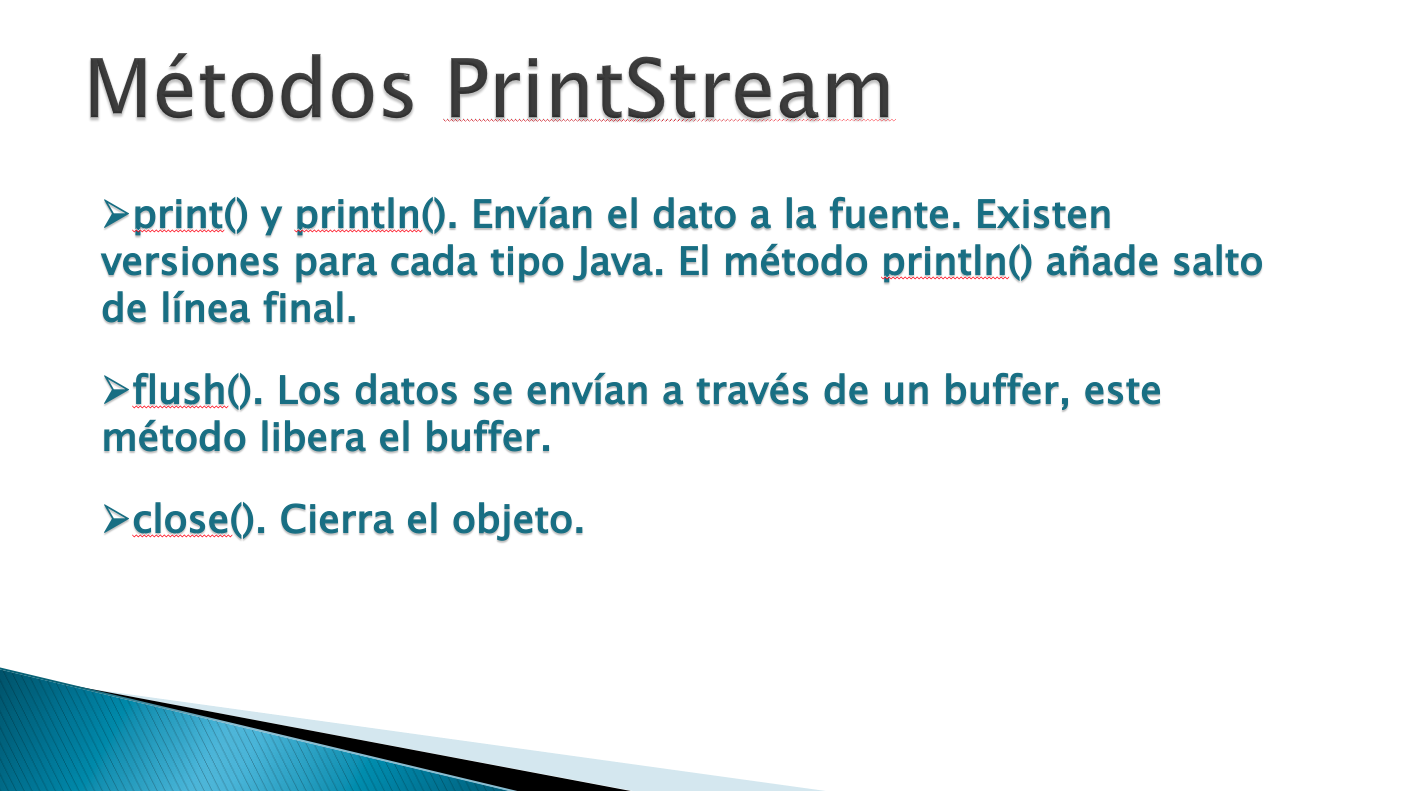 Métodos PrintStream
➢print() y println(). Envían el dato a la fuente. Existen
versiones para cada tipo Java. El método println() añade salto
de línea final.
➢flush(). Los datos se envían a través de un buffer, este
método libera el buffer.
➢close(). Cierra el objeto.